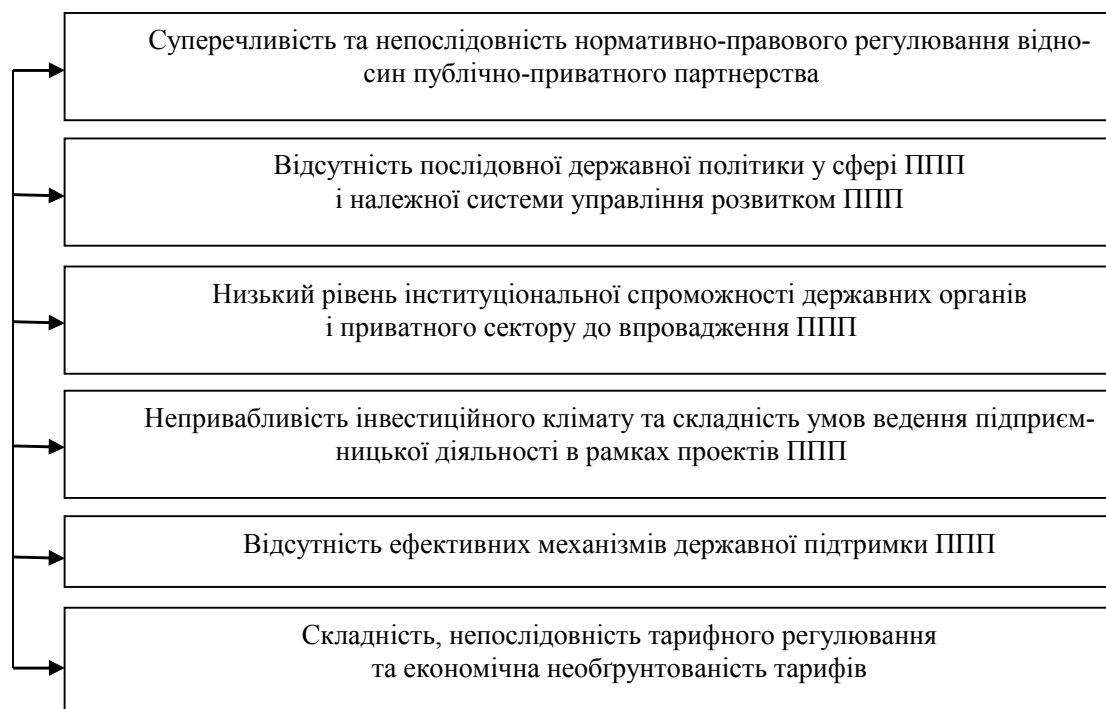 Суперечливість та непослідовність нормативно-правового регулювання відно-
син публічно-приватного партнерства
Відсутність послідовної державної політики у сфері ППП
і належної системи управління розвитком ППП
Низький рівень інституціональної спроможності державних органів
і приватного сектору до впровадження ППП
Непривабливість інвестиційного клімату та складність умов ведення підприєм-
ницької діяльності в рамках проектів ППП
Відсутність ефективних механізмів державної підтримки ППП
Складність, непослідовність тарифного регулювання
та економічна необґрунтованість тарифів